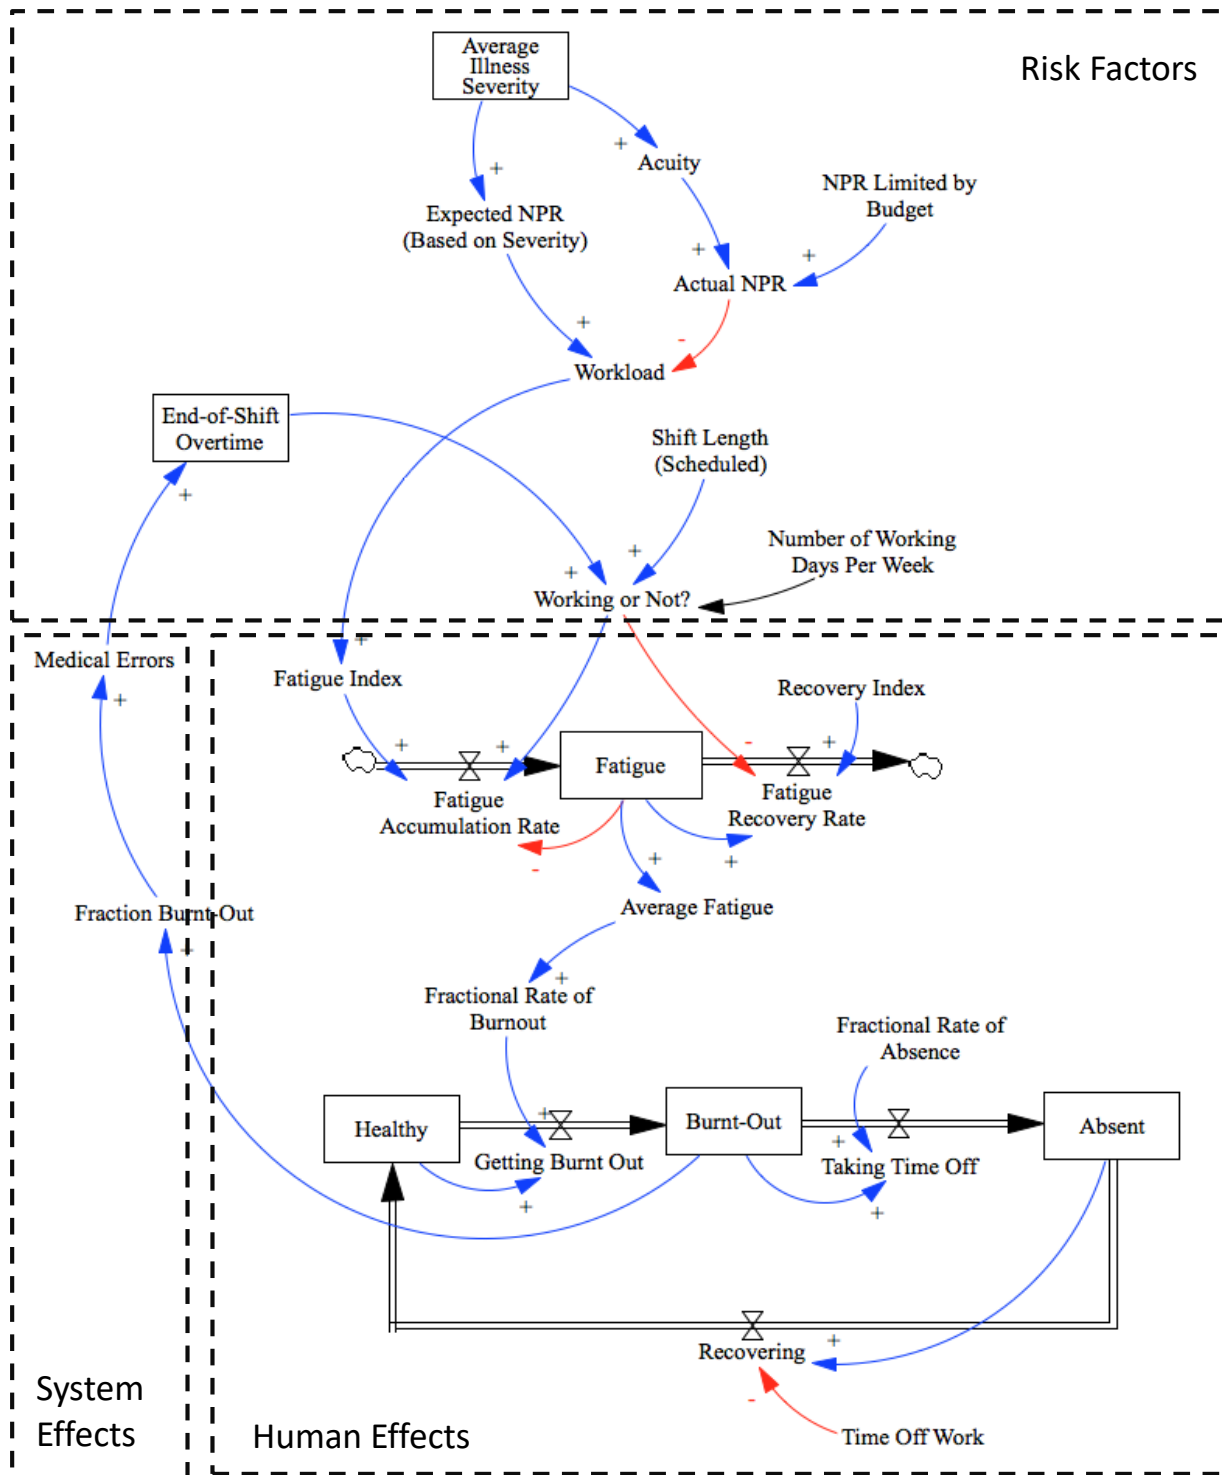 Risk Factors
Average
Illness
Severity
+
+
Acuity
NPR Limited by
Budget
Expected NPR
(Based on Severity)
+
+
Actual NPR
+
-
Workload
End-of-Shift
Overtime
+
Shift Length
(Scheduled)
+
+
Number of Working
Days Per Week
Working or Not?
Medical Errors
+
+
Fatigue Index
Recovery Index
+
+
-
+
Fatigue
Fatigue
Accumulation Rate
Fatigue
Recovery Rate
-
+
+
Average Fatigue
Fraction Burnt-Out
+
+
Fractional Rate of
Burnout
Fractional Rate of
Absence
Healthy
+
Burnt-Out
+
Absent
Getting Burnt Out
Taking Time Off
+
+
Recovering
+
-
Time Off Work
System
Effects
Human Effects